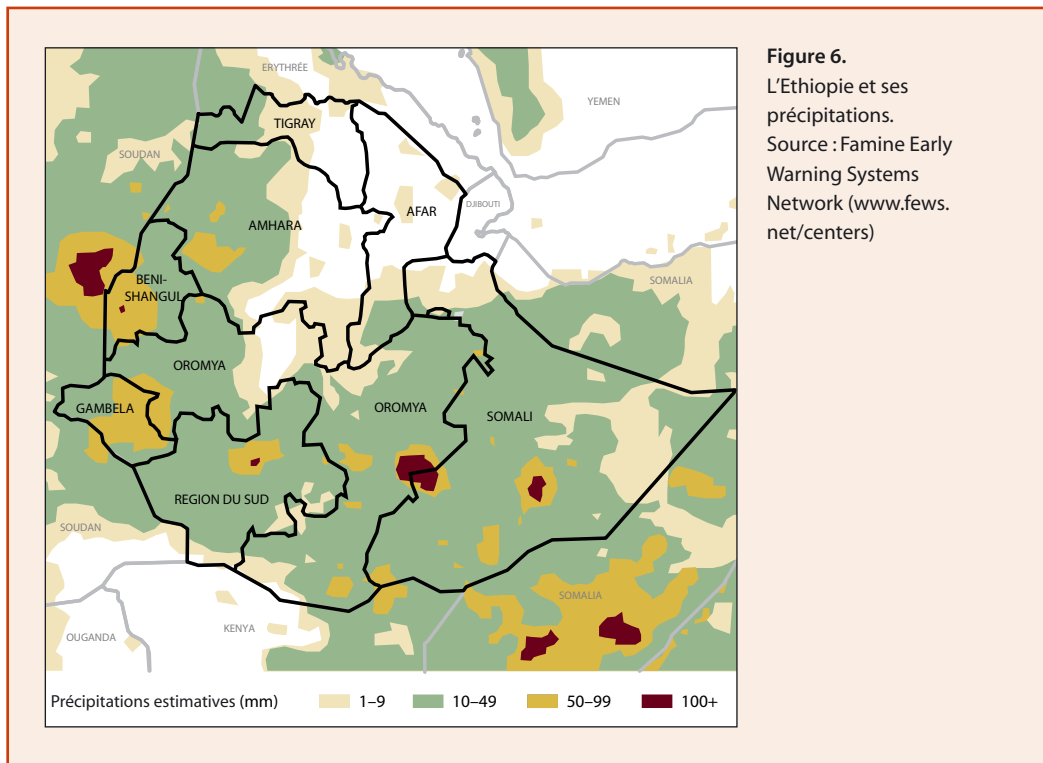 Figure 6.
L'Ethiopie et ses
précipitations.
Source : Famine Early
Warning Systems
Network (www.fews.
net/centers)
ERYTHRÉE
YEMEN
TIGRAY
SOUDAN
AFAR
DJIBOUTI
AMHARA
BENI-
SHANGUL
SOMALIA
OROMYA
GAMBELA
OROMYA
SOMALI
REGION DU SUD
SOUDAN
SOMALIA
OUGANDA
KENYA
Précipitations estimatives (mm) 1–9 10–49 50–99 100+